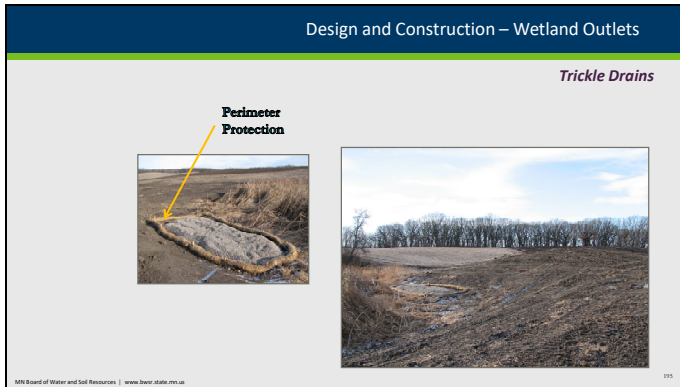 Design and Construction – Wetland Outlets
Trickle Drains
Perimeter
Protection
MN Board of Water and Soil Resources | www.bwsr.state.mn.us
195